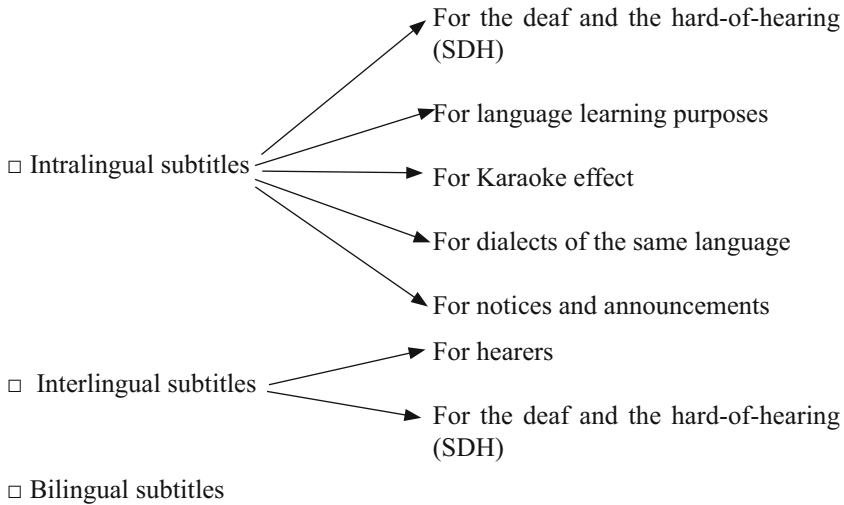 For the deaf and the hard-of-hearing
(SDH)
For language learning purposes
□ Intralingual subtitles
For Karaoke effect
For dialects of the same language
For notices and announcements
For hearers
□ Interlingual subtitles
For the deaf and the hard-of-hearing
(SDH)
□ Bilingual subtitles